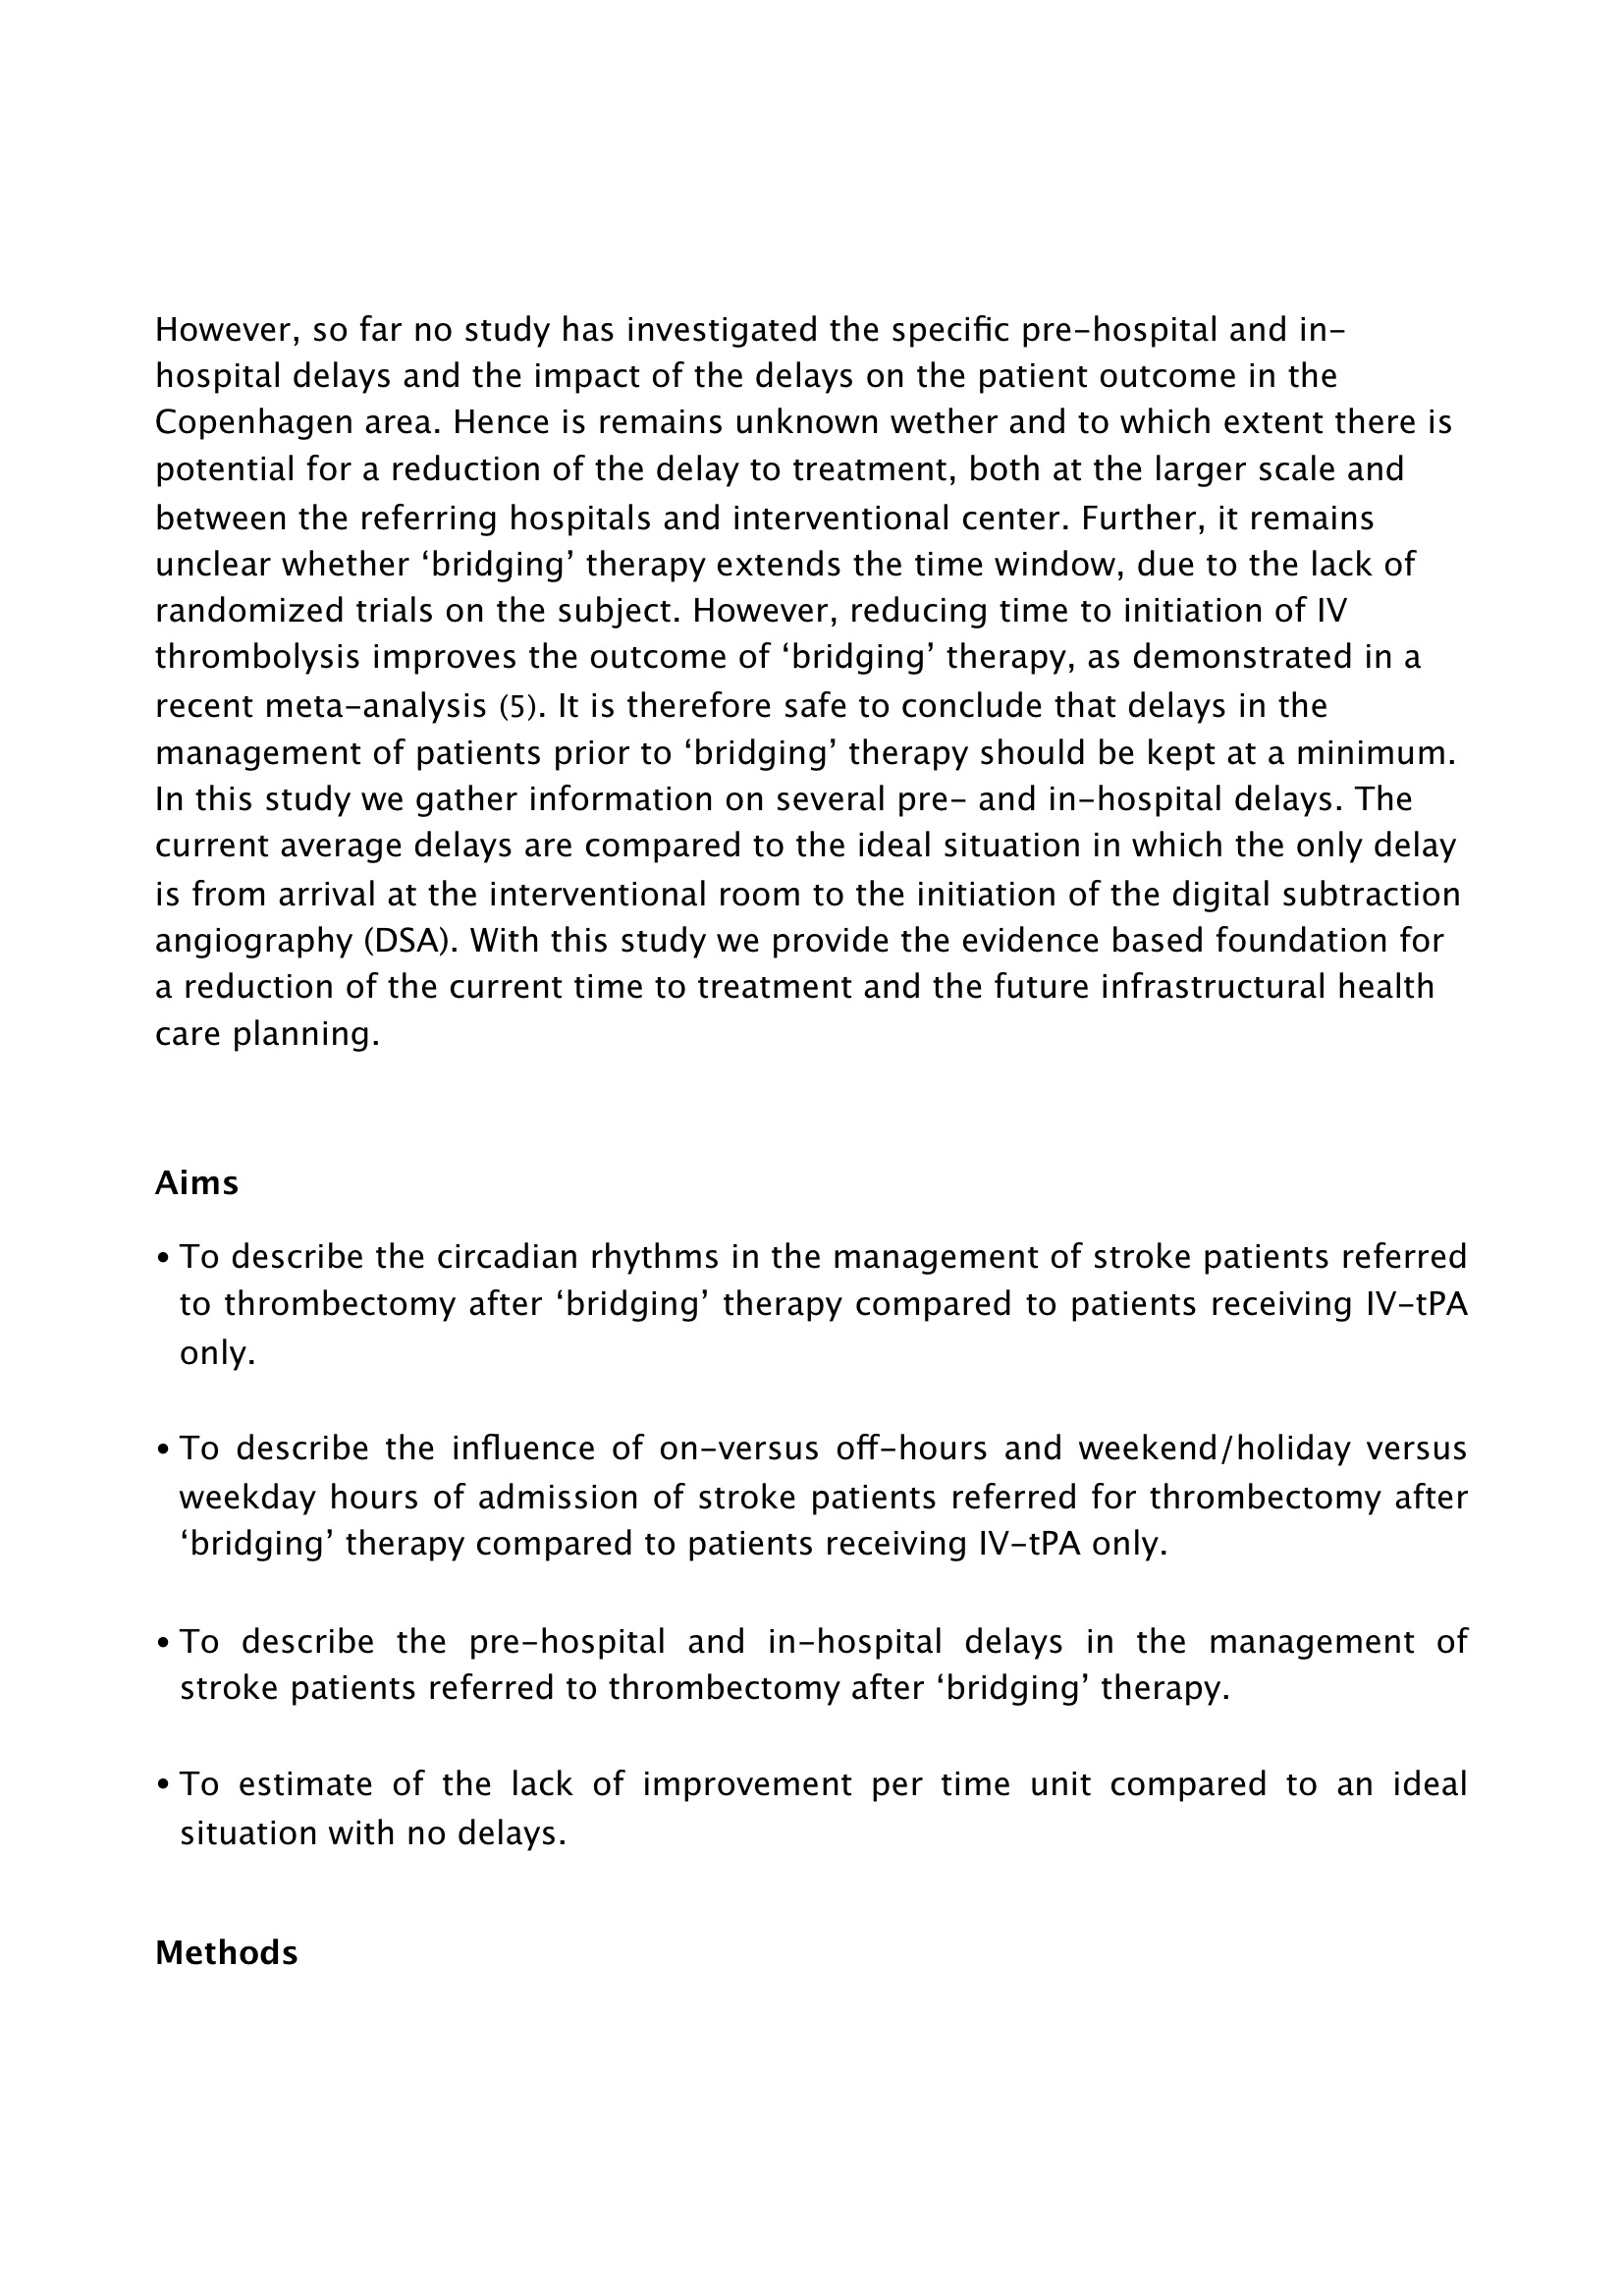 However, so far no study has investigated the specific pre-hospital and in-
hospital delays and the impact of the delays on the patient outcome in the
Copenhagen area. Hence is remains unknown wether and to which extent there is
potential for a reduction of the delay to treatment, both at the larger scale and
between the referring hospitals and interventional center. Further, it remains
unclear whether ‘bridging’ therapy extends the time window, due to the lack of
randomized trials on the subject. However, reducing time to initiation of IV
thrombolysis improves the outcome of ‘bridging’ therapy, as demonstrated in a
recent meta-analysis (5). It is therefore safe to conclude that delays in the
management of patients prior to ‘bridging’ therapy should be kept at a minimum.
In this study we gather information on several pre- and in-hospital delays. The
current average delays are compared to the ideal situation in which the only delay
is from arrival at the interventional room to the initiation of the digital subtraction
angiography (DSA). With this study we provide the evidence based foundation for
a reduction of the current time to treatment and the future infrastructural health
care planning.
Aims
• To describe the circadian rhythms in the management of stroke patients referred
to thrombectomy after ‘bridging’ therapy compared to patients receiving IV-tPA
only.
• To describe the influence of on-versus off-hours and weekend/holiday versus
weekday hours of admission of stroke patients referred for thrombectomy after
‘bridging’ therapy compared to patients receiving IV-tPA only.
• To describe the pre-hospital and in-hospital delays in the management of
stroke patients referred to thrombectomy after ‘bridging’ therapy.
• To estimate of the lack of improvement per time unit compared to an ideal
situation with no delays.
Methods